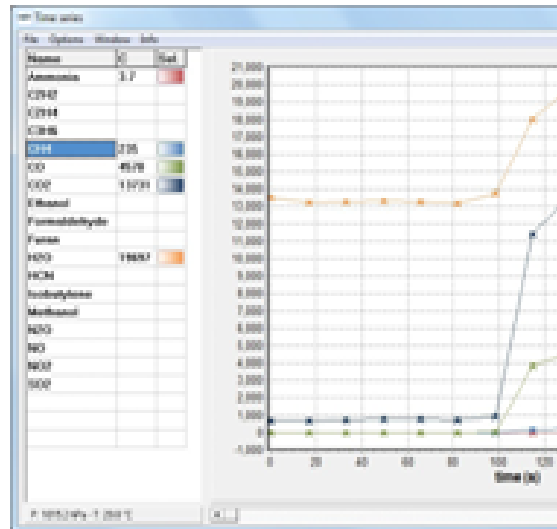 Time series
File Options Window Info
Name C Sel.
Ammonia 3.7
C2H2
C2H4
C3H6
CH4 235
CO 4578
CO2 13731
Ethanol
Formaldehyde
Furan
H2O 19697
HCN
Isobutylene
Methanol
N2O
NO
NO2
SO2
21,000
20,000
19,000
18,000
17,000
16,000
15,000
14,000
13,000
12,000
11,000
10,000
9,000
8,000
7,000
6,000
5,000
4,000
3,000
2,000
1,000
0
-1,000
0 20 40 60 80 100 120
time (s)